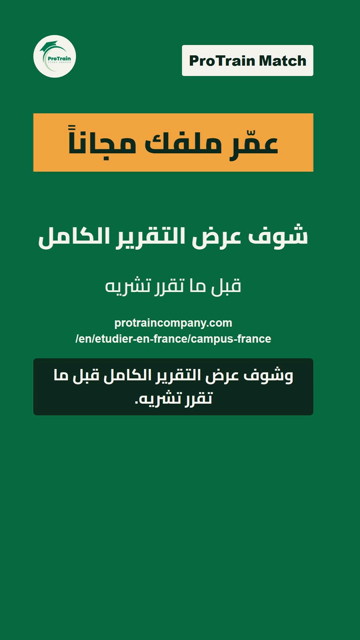 ProTrain
ProTrain Match
عمّر ملفك مجاناً
شوف عرض التقرير الكامل
قبل ما تقرر تشريه
protraincompany.com
/en/etudier-en-france/campus-france
وشوف عرض التقرير الكامل قبل ما
تقرر تشريه.